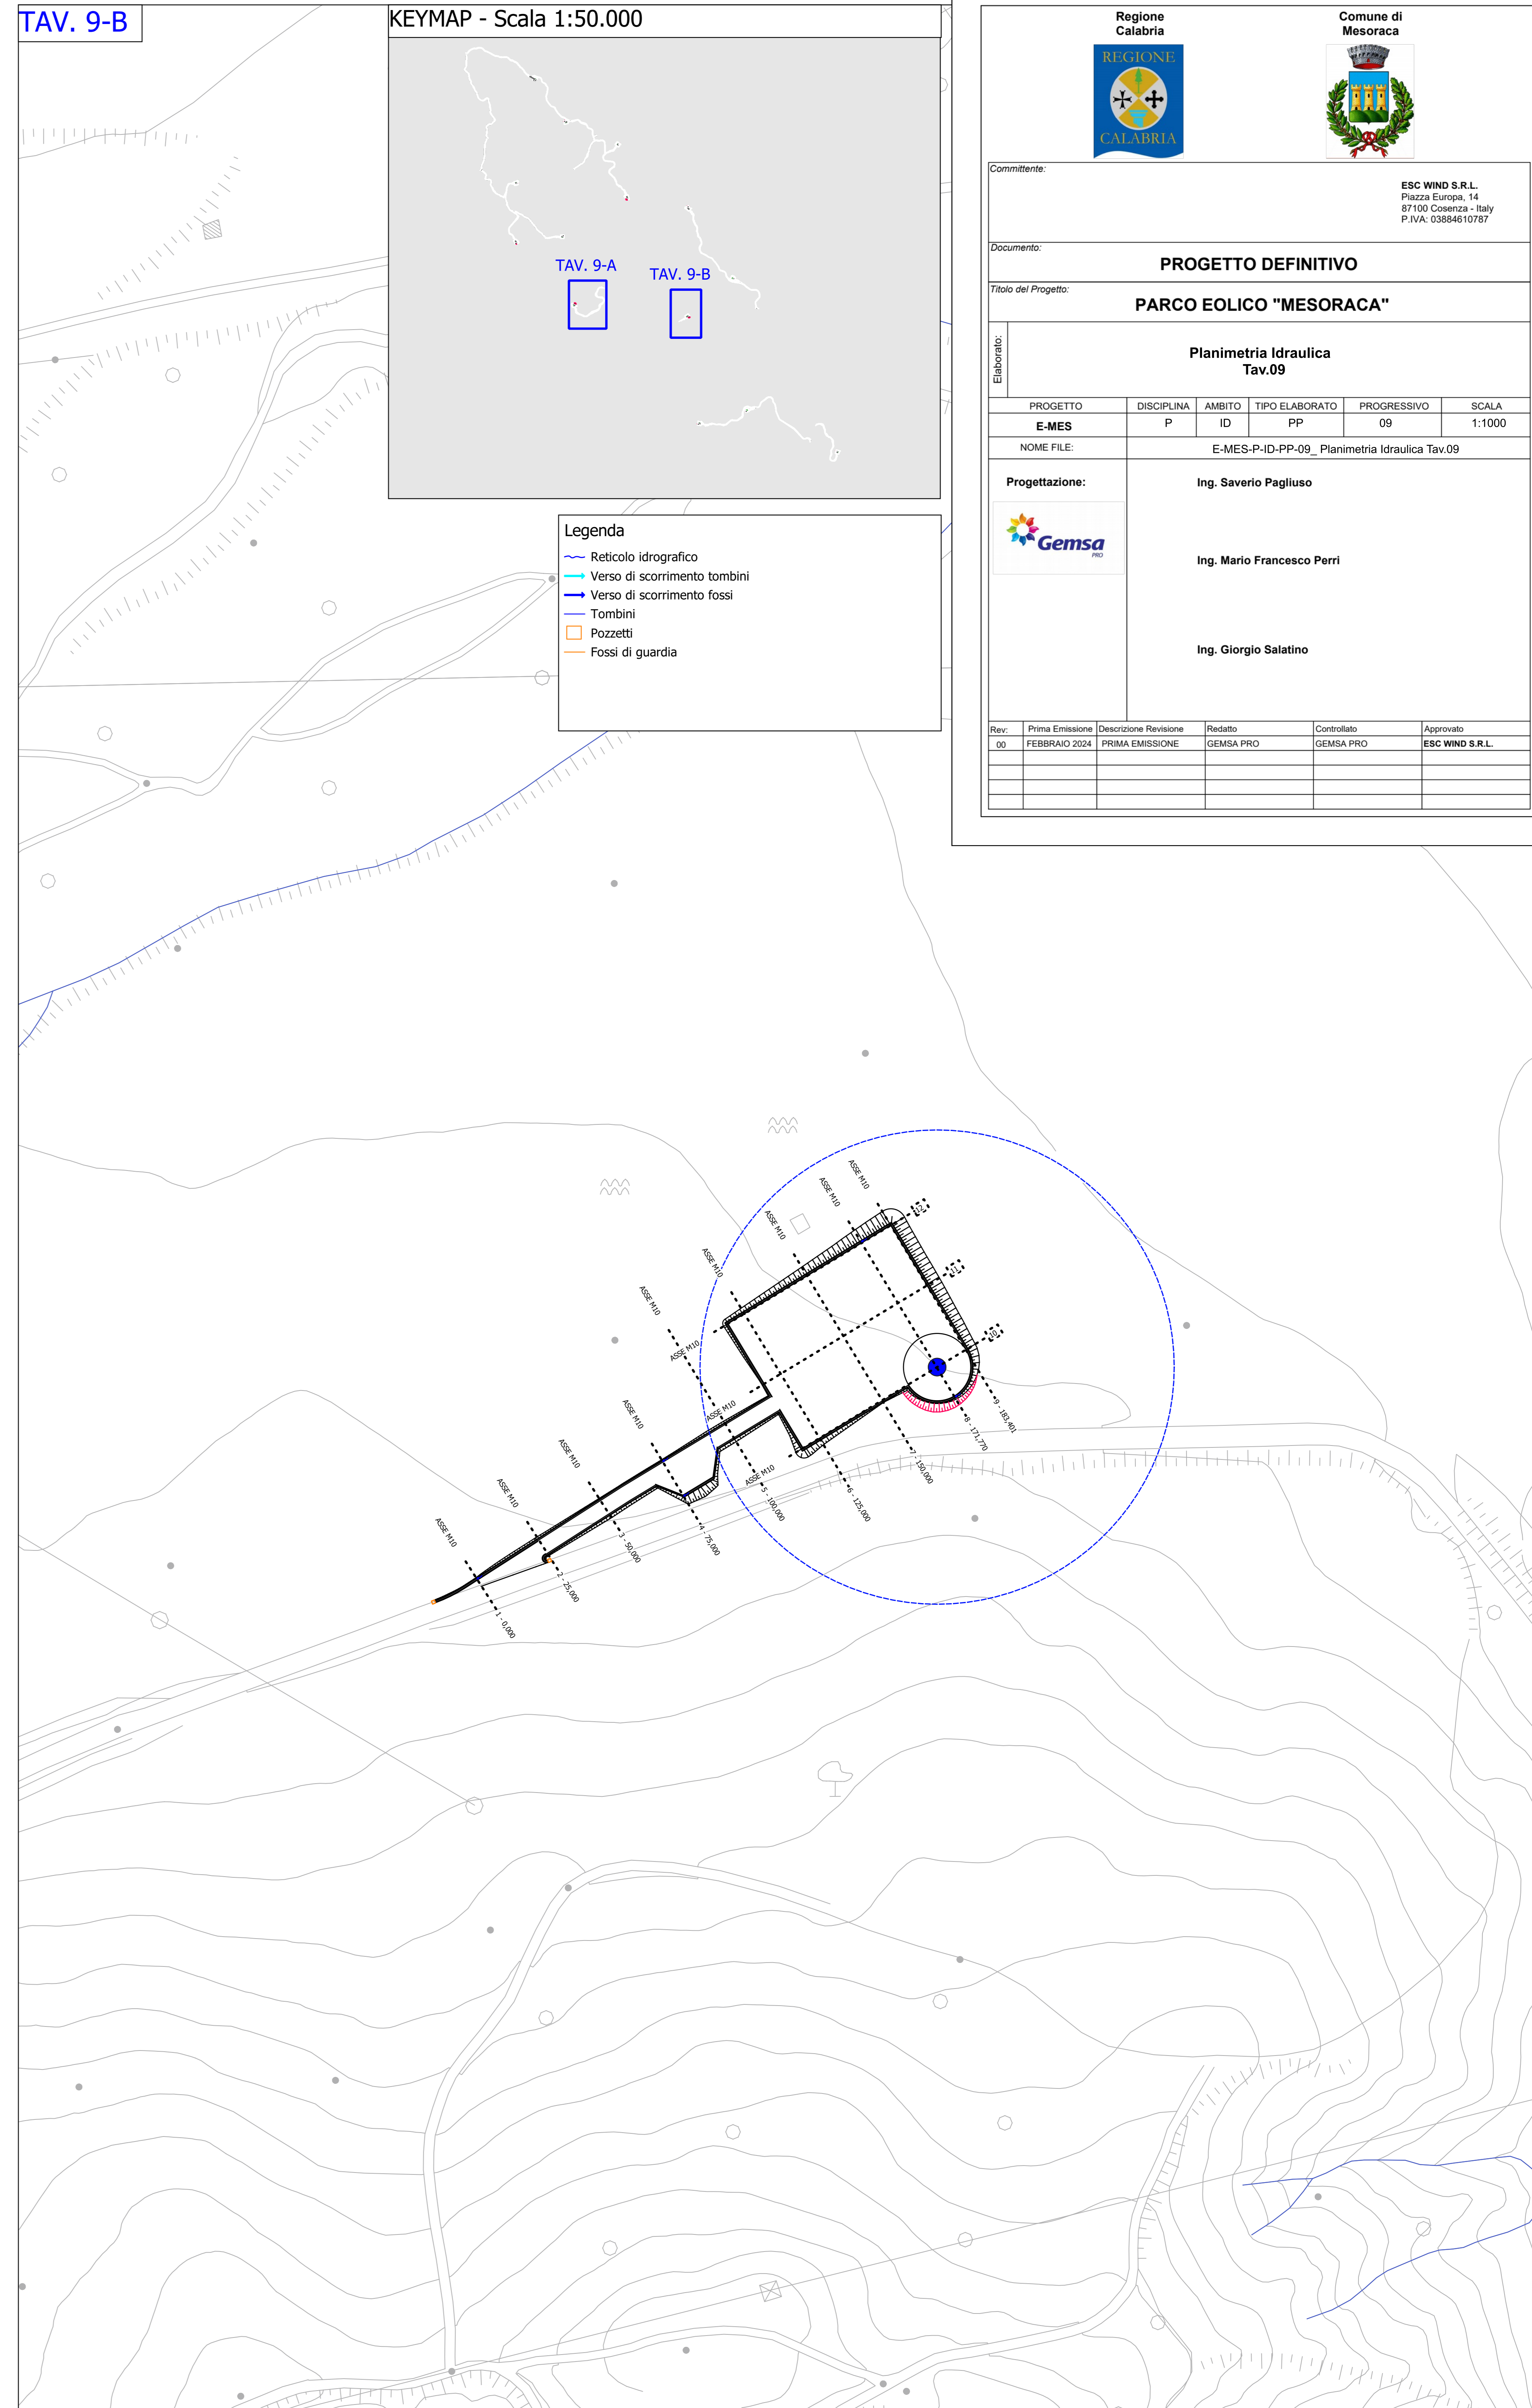 TAV. 9-B
KEYMAP - Scala 1:50.000
TAV. 9-A
TAV. 9-B
Legenda
Reticolo idrografico
Verso di scorrimento tombini
Verso di scorrimento fossi
Tombini
Pozzetti
Fossi di guardia
Regione
Calabria
Comune di
Mesoraca
REGIONE
CALABRIA
Committente:
ESC WIND S.R.L.
Piazza Europa, 14
87100 Cosenza - Italy
P.IVA: 03884610787
Documento:
PROGETTO DEFINITIVO
Titolo del Progetto:
PARCO EOLICO "MESORACA"
Elaborato:
Planimetria Idraulica
Tav.09
PROGETTO DISCIPLINA AMBITO TIPO ELABORATO PROGRESSIVO SCALA
E-MES P ID PP 09 1:1000
NOME FILE: E-MES-P-ID-PP-09_ Planimetria Idraulica Tav.09
Progettazione:
Gemsa
PRO
Ing. Saverio Pagliuso
Ing. Mario Francesco Perri
Ing. Giorgio Salatino
Rev: Prima Emissione Descrizione Revisione Redatto Controllato Approvato
00 FEBBRAIO 2024 PRIMA EMISSIONE GEMSA PRO GEMSA PRO ESC WIND S.R.L.
ASSE M10
ASSE M10
ASSE M10
ASSE M10
ASSE M10
ASSE M10
ASSE M10
ASSE M10
ASSE M10
ASSE M10
ASSE M10
ASSE M10
12
11
10
9 - 183,401
8 - 171,770
7 - 150,000
6 - 125,000
5 - 100,000
4 - 75,000
3 - 50,000
2 - 25,000
1 - 0,000